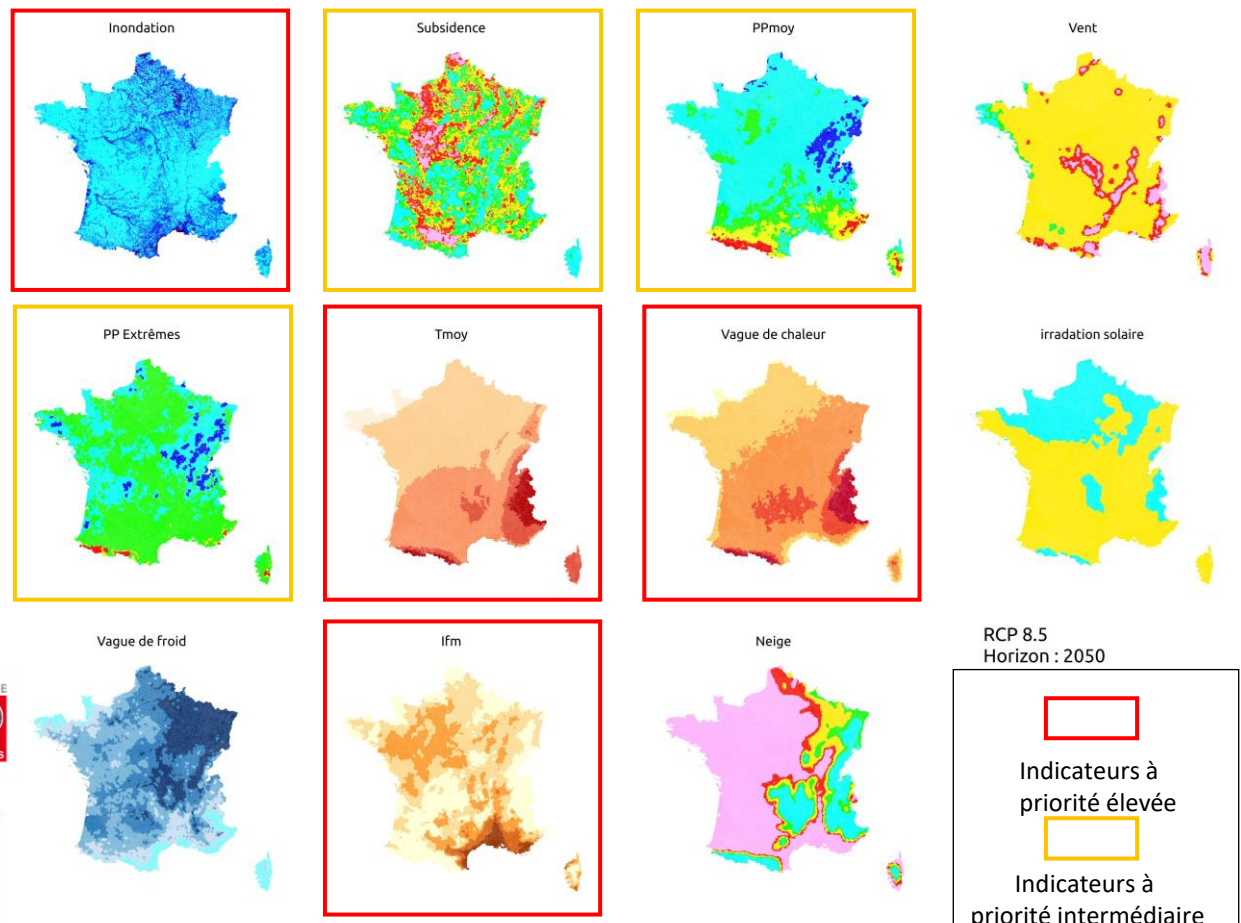 Inondation
Subsidence
PPmoy
Vent
PP Extrêmes
Tmoy
Vague de chaleur
irradation solaire
Vague de froid
Ifm
Neige
RCP 8.5
Horizon : 2050
Indicateurs à
priorité élevée
Indicateurs à
priorité intermédiaire
E
S